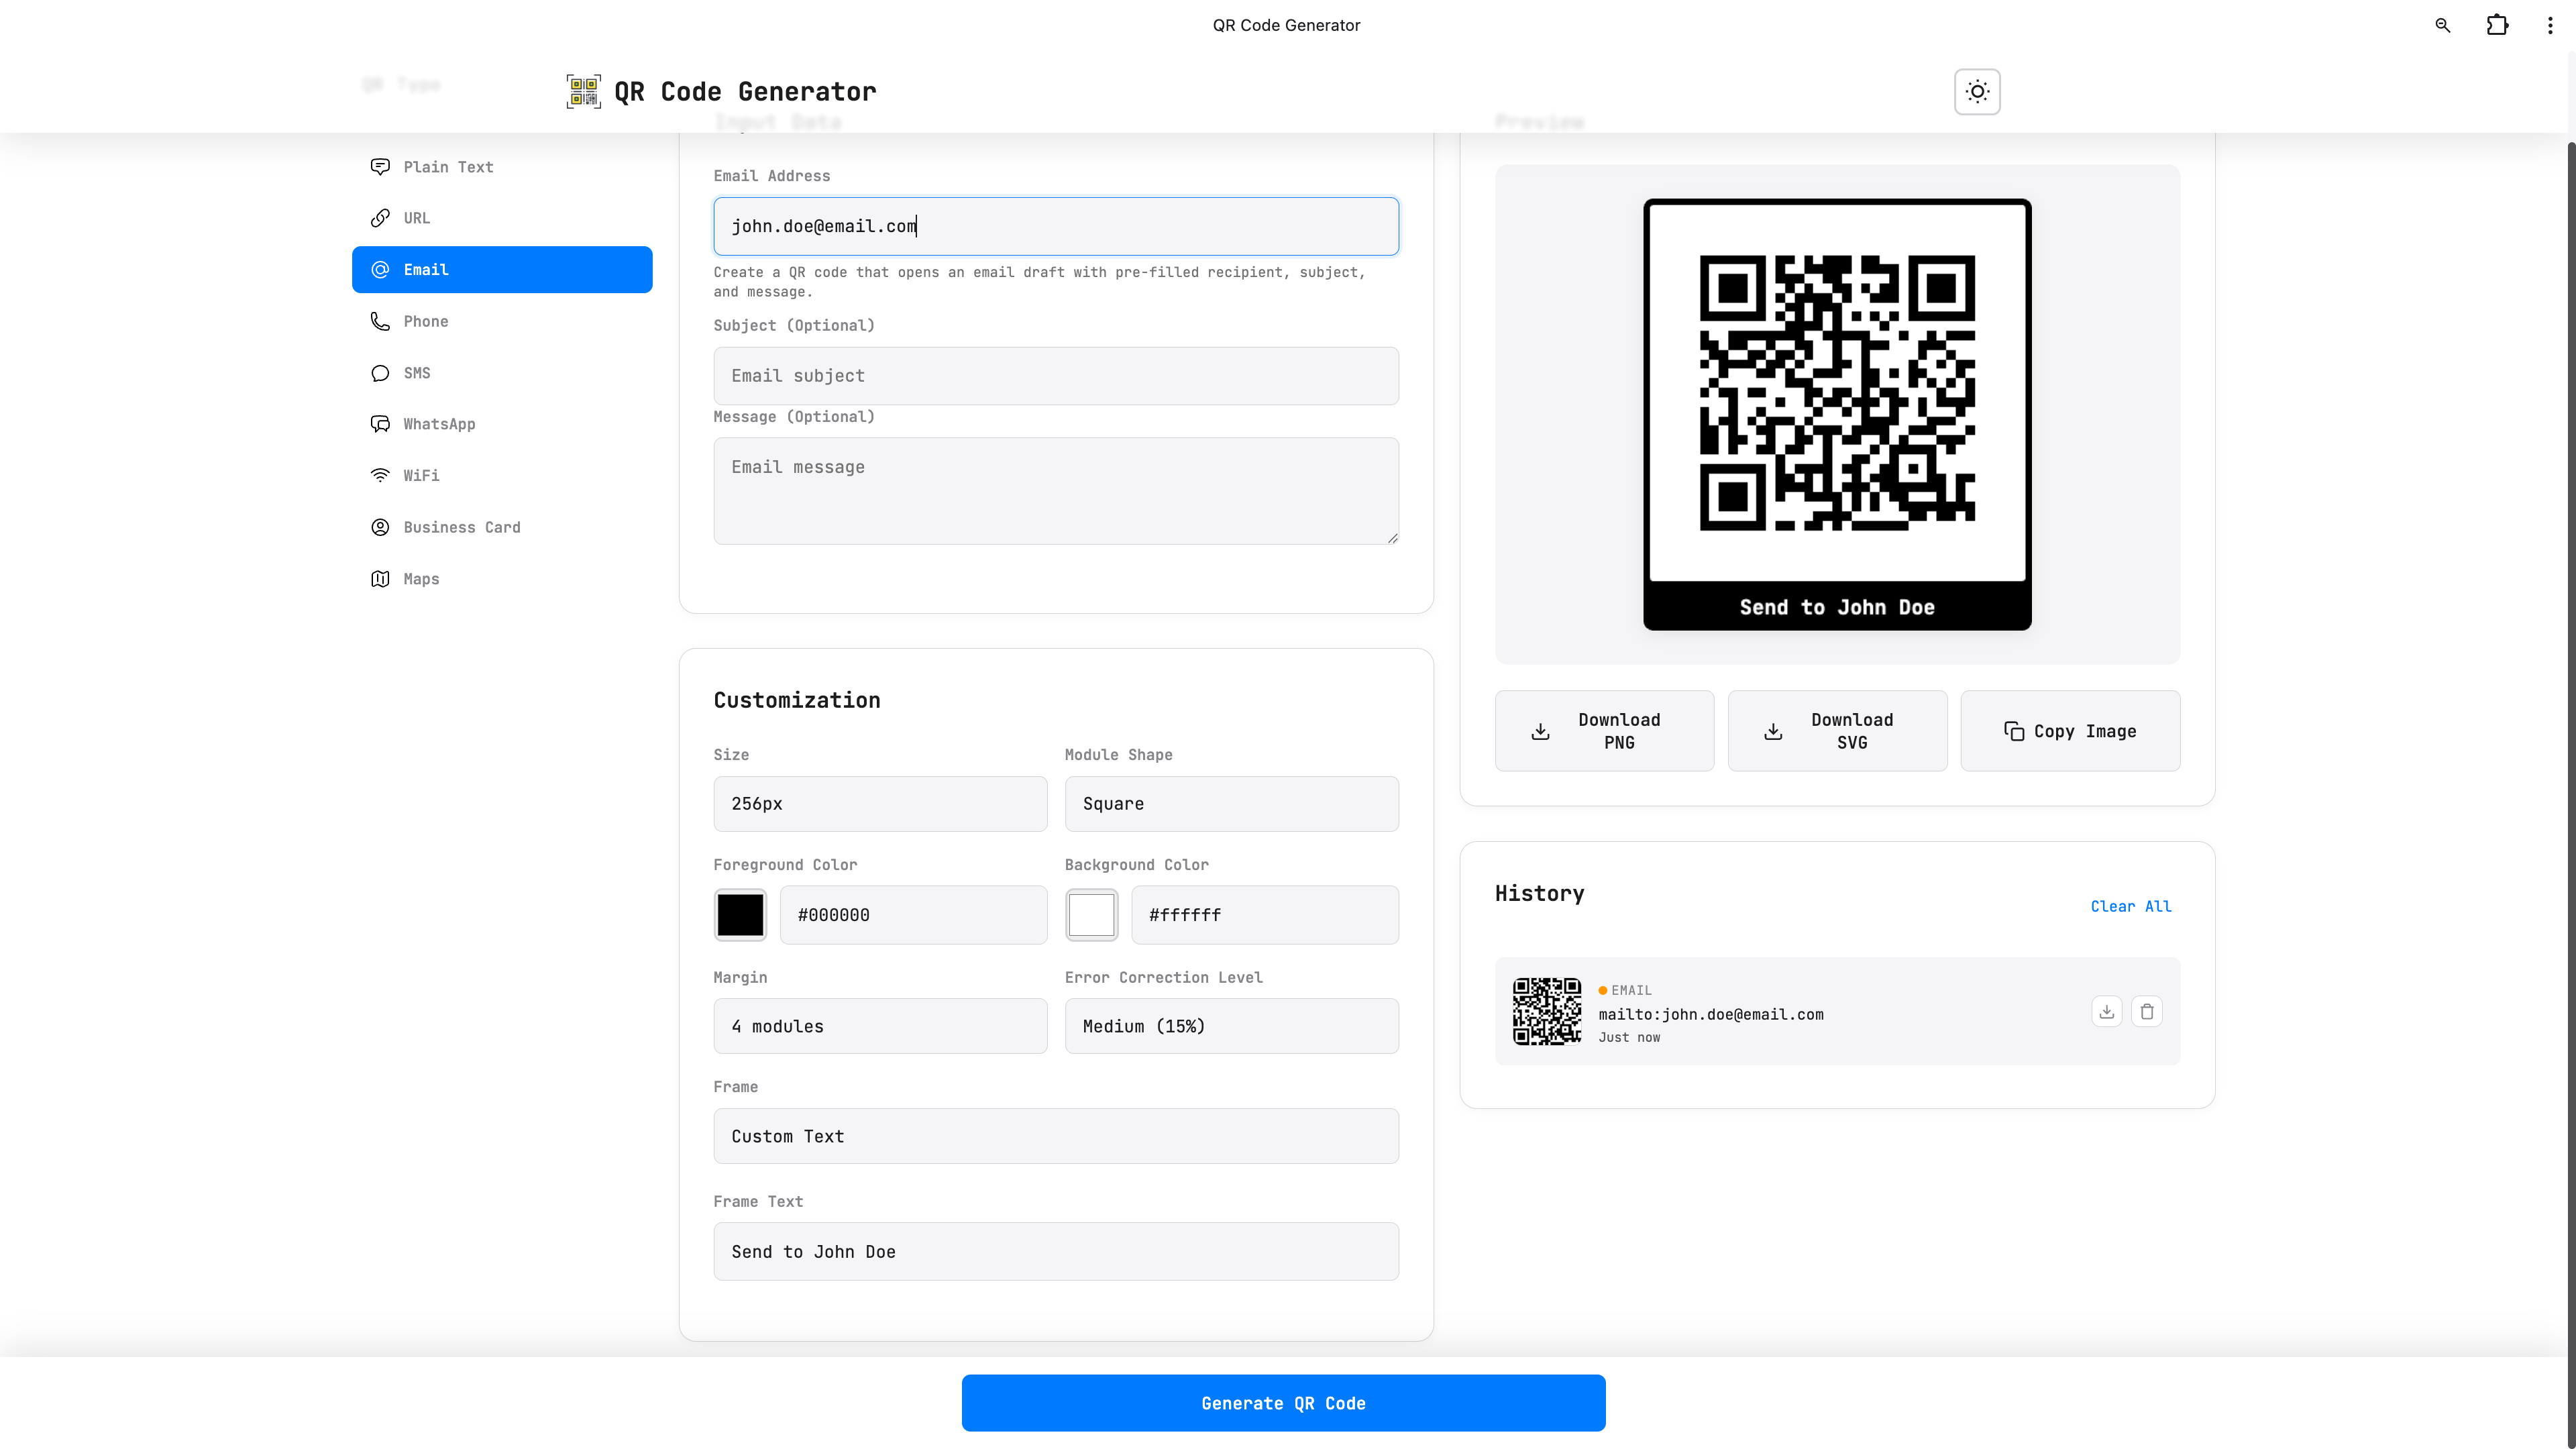 QR Code Generator
QR Type
QR Code Generator
Input Data
Preview
Plain Text
URL
Email
Phone
SMS
WhatsApp
WiFi
Business Card
Maps
Email Address
john.doe@email.com
Create a QR code that opens an email draft with pre-filled recipient, subject,
and message.
Subject (Optional)
Email subject
Message (Optional)
Email message
Customization
Size
Module Shape
256px
Square
Foreground Color
Background Color
#000000
#ffffff
Margin
Error Correction Level
4 modules
Medium (15%)
Frame
Custom Text
Frame Text
Send to John Doe
Send to John Doe
Download
PNG
Download
SVG
Copy Image
History
Clear All
EMAIL
mailto:john.doe@email.com
Just now
Generate QR Code